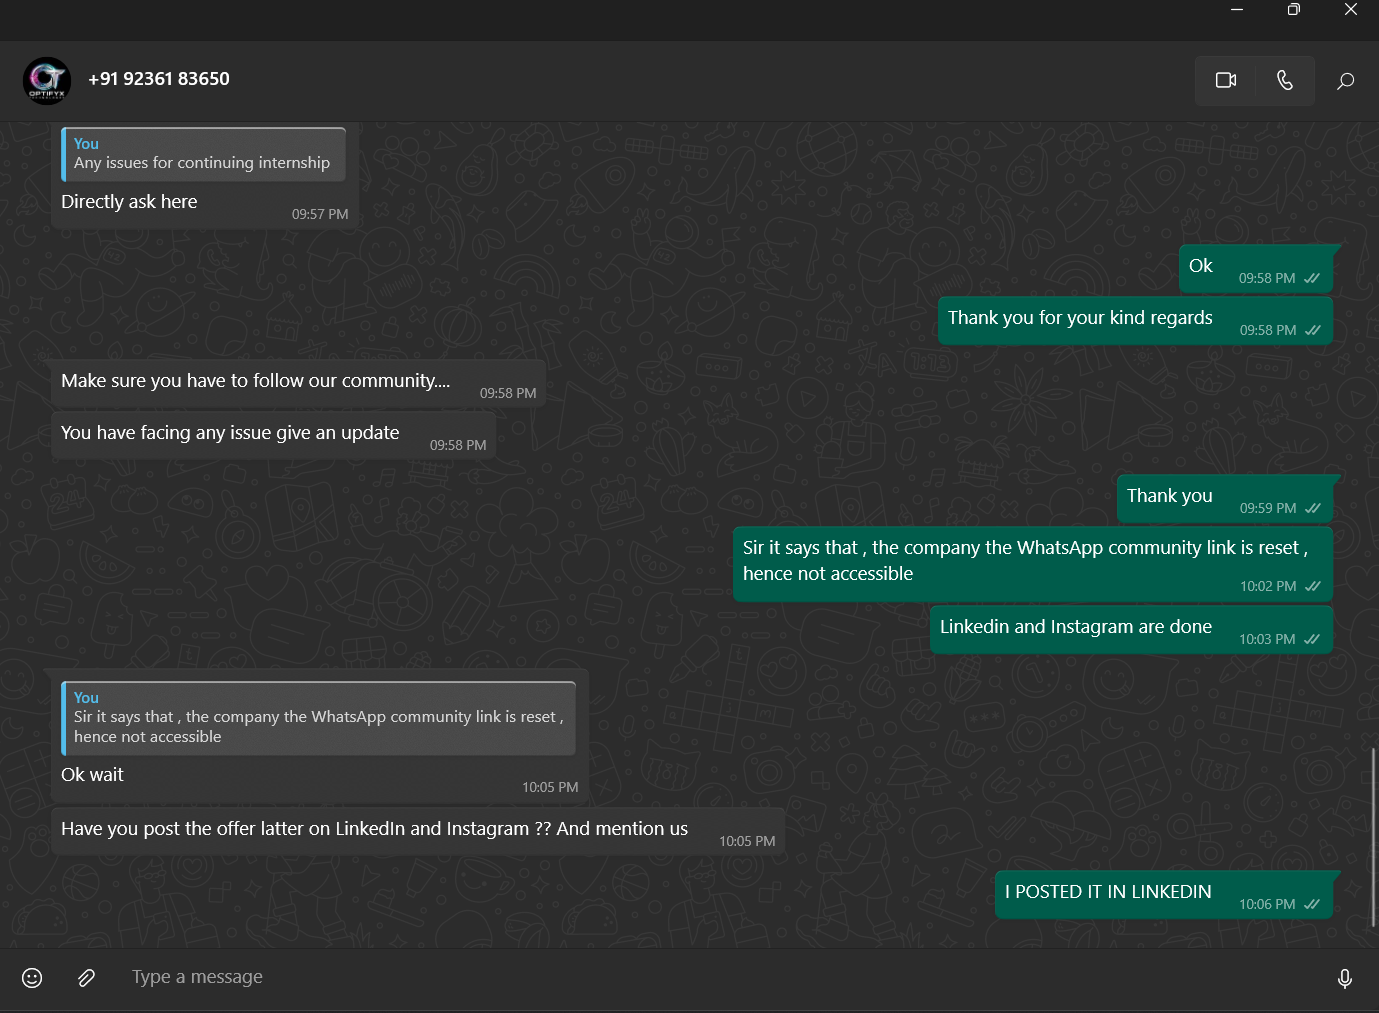 +91 92361 83650
OPTIFYX
You
Any issues for continuing internship
Directly ask here
09:57 PM
Ok
09:58 PM
Thank you for your kind regards
09:58 PM
Make sure you have to follow our community....
09:58 PM
You have facing any issue give an update
09:58 PM
Thank you
09:59 PM
Sir it says that , the company the WhatsApp community link is reset ,
hence not accessible
10:02 PM
Linkedin and Instagram are done
10:03 PM
You
Sir it says that , the company the WhatsApp community link is reset ,
hence not accessible
Ok wait
10:05 PM
Have you post the offer latter on LinkedIn and Instagram ?? And mention us
10:05 PM
I POSTED IT IN LINKEDIN
10:06 PM
Type a message